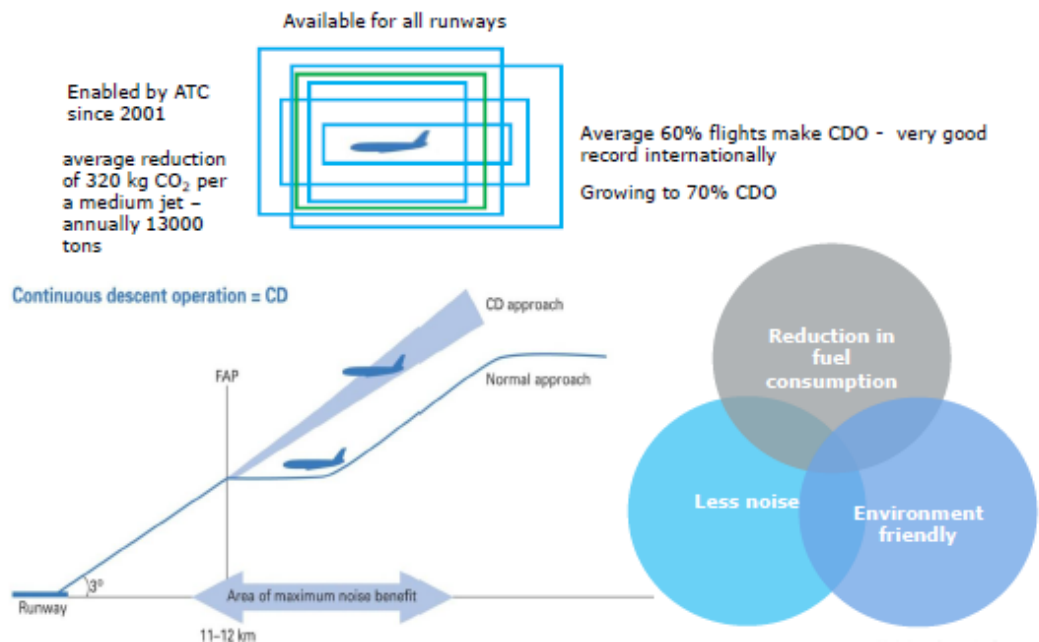 Available for all runways
Enabled by ATC
since 2001
average reduction
of 320 kg CO₂ per
a medium jet –
annually 13000
tons
Average 60% flights make CDO - very good
record internationally
Growing to 70% CDO
Continuous descent operation = CD
CD approach
FAP
Normal approach
3º
Runway
Area of maximum noise benefit
11–12 km
Reduction in
fuel
consumption
Less noise
Environment
friendly